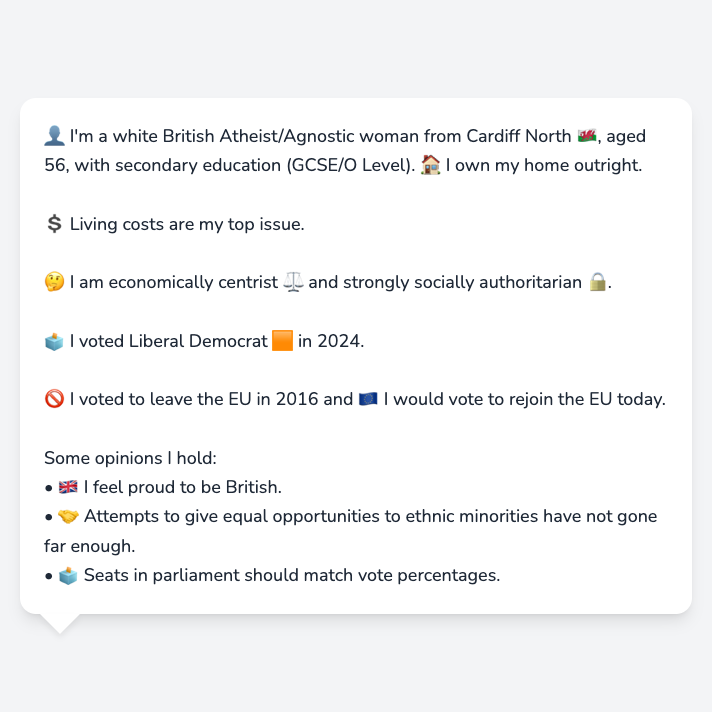 👤 I'm a white British Atheist/Agnostic woman from Cardiff North 🏴󠁧󠁢󠁷󠁬󠁳󠁿, aged
56, with secondary education (GCSE/O Level). 🏠 I own my home outright.
💲 Living costs are my top issue.
🤔 I am economically centrist ⚖️ and strongly socially authoritarian 🔒.
🗳️ I voted Liberal Democrat 🟧 in 2024.
🚫 I voted to leave the EU in 2016 and 🇪🇺 I would vote to rejoin the EU today.
Some opinions I hold:
• 🇬🇧 I feel proud to be British.
• 🤝 Attempts to give equal opportunities to ethnic minorities have not gone
far enough.
• 🗳️ Seats in parliament should match vote percentages.